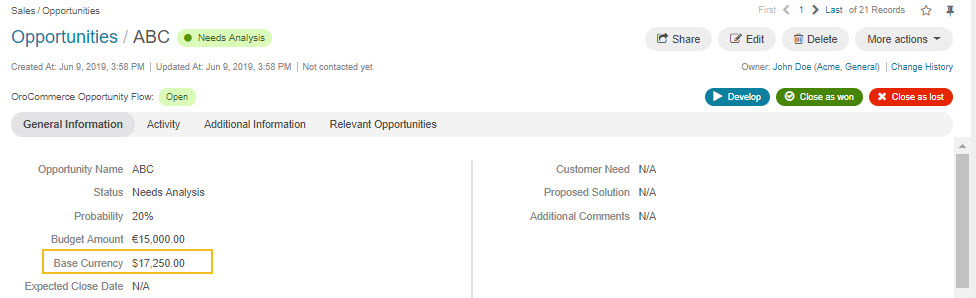 Sales / Opportunities First 1 Last of 21 Records
Opportunities / ABC Needs Analysis Share Edit Delete More actions
Created At: Jun 9, 2019, 3:58 PM | Updated At: Jun 9, 2019, 3:58 PM | Not contacted yet Owner: John Doe (Acme, General) | Change History
OroCommerce Opportunity Flow: Open Develop Close as won Close as lost
General Information Activity Additional Information Relevant Opportunities
Opportunity Name ABC Customer Need N/A
Status Needs Analysis Proposed Solution N/A
Probability 20% Additional Comments N/A
Budget Amount €15,000.00
Base Currency $17,250.00
Expected Close Date N/A